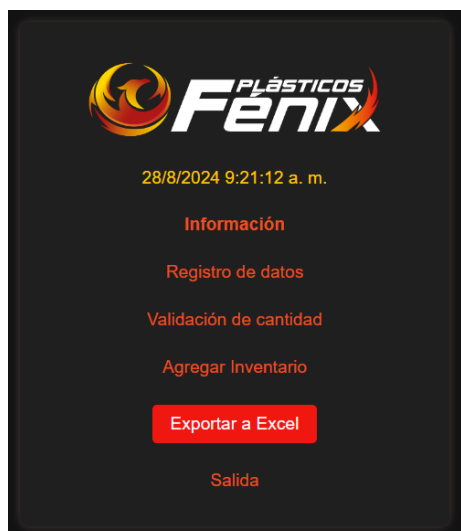 PLÁSTICOS
Fénix
28/8/2024 9:21:12 a. m.
Información
Registro de datos
Validación de cantidad
Agregar Inventario
Exportar a Excel
Salida